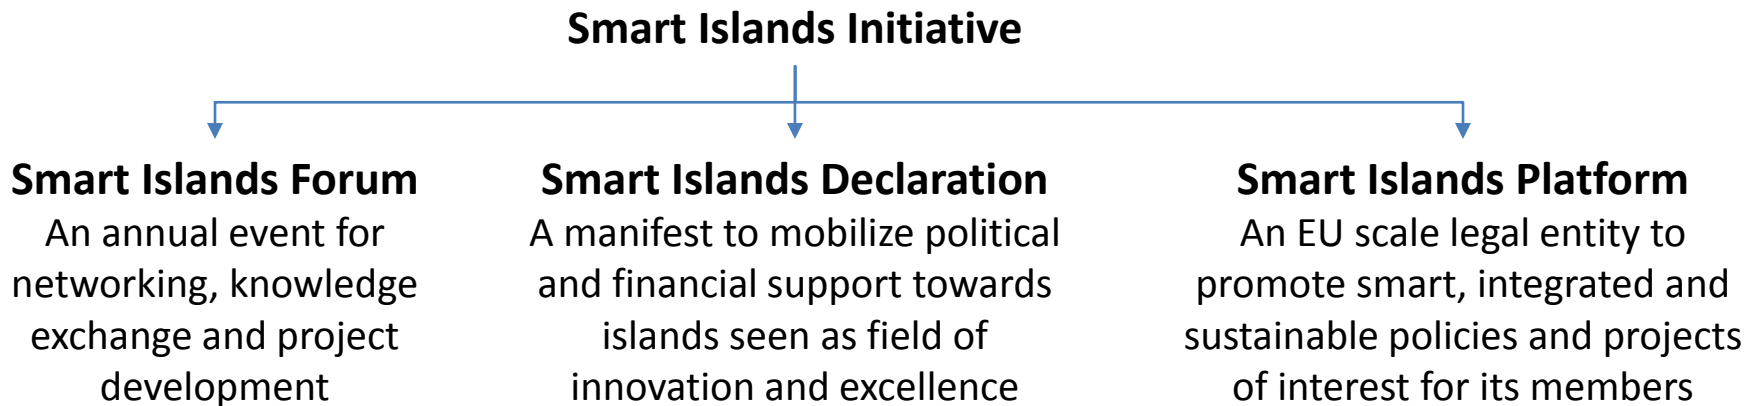 Smart Islands Initiative
Smart Islands Forum
An annual event for
networking, knowledge
exchange and project
development
Smart Islands Declaration
A manifest to mobilize political
and financial support towards
islands seen as field of
innovation and excellence
Smart Islands Platform
An EU scale legal entity to
promote smart, integrated and
sustainable policies and projects
of interest for its members